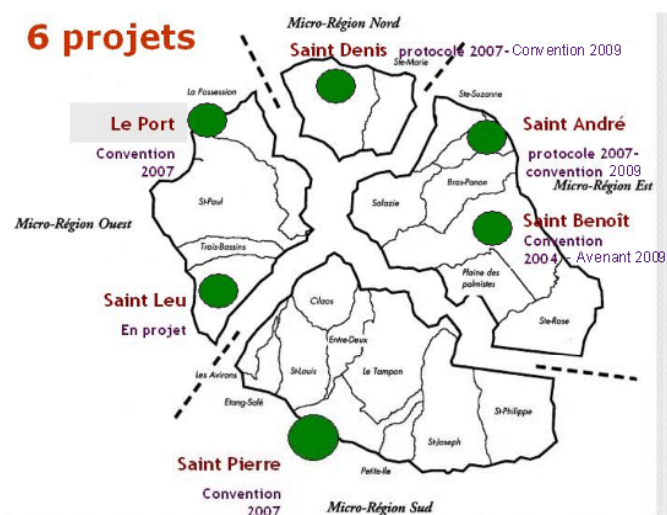 6 projets
Micro-Région Nord
Saint Denis protocole 2007- Convention 2009
Ste-Marie
La Possession
Ste-Suzanne
Le Port
Convention
2007
Saint André
protocole 2007-
convention 2009
Micro-Région Est
Bras-Panon
Salazie
St-Paul
Micro-Région Ouest
Trois-Bassins
Saint Benoît
Convention
2004 - Avenant 2009
Plaine des
palmistes
Ste-Rose
Saint Leu
En projet
Cilaos
Entre-Deux
Les Avirons
St-Louis
Le Tampon
Etang-Salé
St-Philippe
St-Joseph
Saint Pierre
Petite-Ile
Convention
2007
Micro-Région Sud